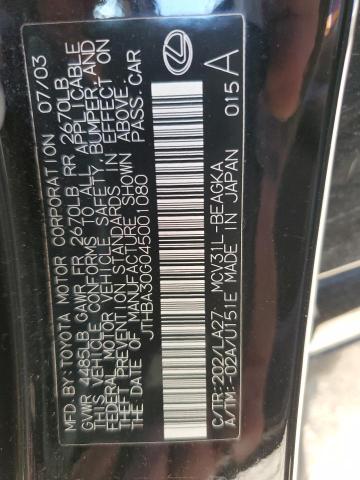 MFD.BY: TOYOTA MOTOR CORPORATION 07/03
GVWR 4485LB GAWR FR 2670LB RR 2670LB
THIS VEHICLE CONFORMS TO ALL APPLICABLE
FEDERAL MOTOR VEHICLE SAFETY, BUMPER, AND
THEFT PREVENTION STANDARDS IN EFFECT ON
THE DATE OF MANUFACTURE SHOWN ABOVE.
JTHBA30G045001080 PASS.CAR
C/TR:202/LA27 MCV31L-BEAGKA
A/TM:-02A/U151E MADE IN JAPAN 015 A